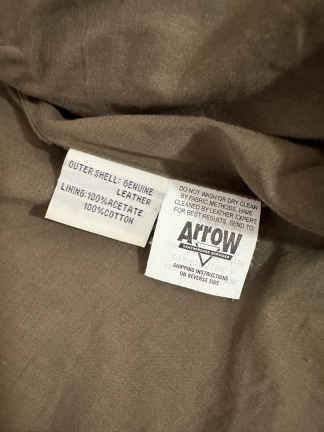 OUTER SHELL: GENUINE
LEATHER
LINING:100%ACETATE
100%COTTON
DO NOT WASH OR DRY CLEAN
BY FABRIC METHODS. HAVE
CLEANED BY LEATHER EXPERT.
FOR BEST RESULTS, SEND TO:
ArroW
SHIPPING INSTRUCTIONS
ON REVERSE SIDE